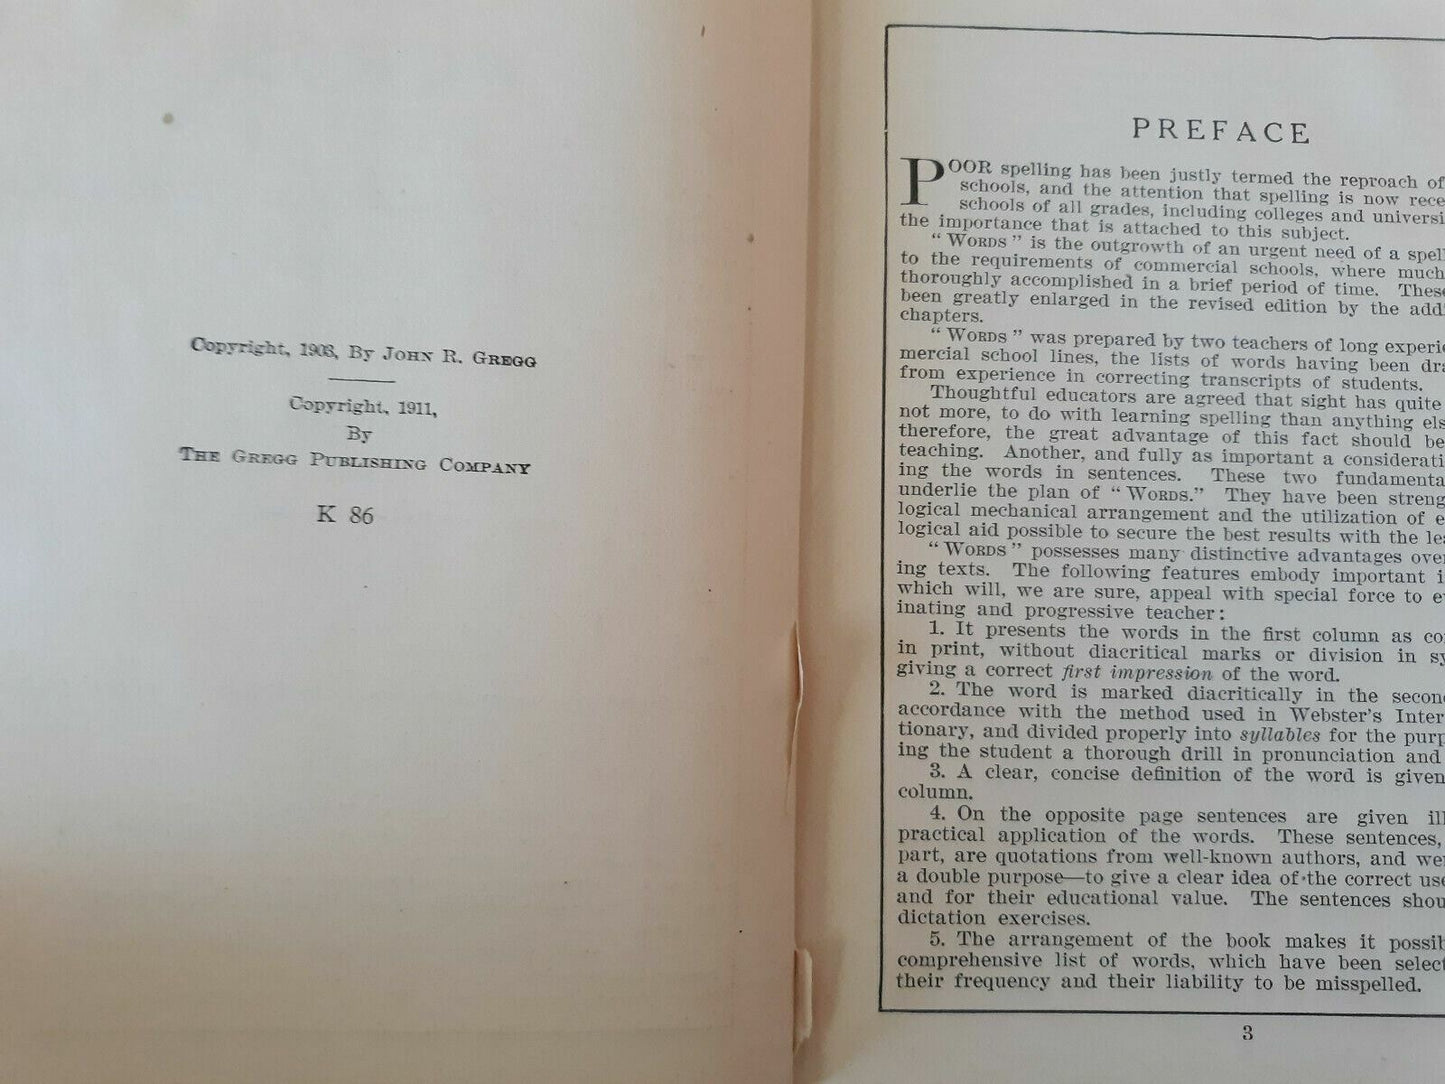 Copyright, 1908, By John R. Gregg
Copyright, 1911,
By
The Gregg Publishing Company
K 86
PREFACE
POOR spelling has been justly termed the reproach of
schools, and the attention that spelling is now rece
schools of all grades, including colleges and universi
the importance that is attached to this subject.
“Words” is the outgrowth of an urgent need of a spell
to the requirements of commercial schools, where much
thoroughly accomplished in a brief period of time. These
been greatly enlarged in the revised edition by the add
chapters.
“Words” was prepared by two teachers of long experi
mercial school lines, the lists of words having been dra
from experience in correcting transcripts of students.
Thoughtful educators are agreed that sight has quite
not more, to do with learning spelling than anything els
therefore, the great advantage of this fact should be
teaching. Another, and fully as important a considerati
ing the words in sentences. These two fundamenta
underlie the plan of “Words.” They have been streng
logical mechanical arrangement and the utilization of e
logical aid possible to secure the best results with the lea
“Words” possesses many distinctive advantages over
ing texts. The following features embody important i
which will, we are sure, appeal with special force to e
inating and progressive teacher:
1. It presents the words in the first column as co
in print, without diacritical marks or division in sy
giving a correct first impression of the word.
2. The word is marked diacritically in the secon
accordance with the method used in Webster's Inter
tionary, and divided properly into syllables for the purp
ing the student a thorough drill in pronunciation and
3. A clear, concise definition of the word is given
column.
4. On the opposite page sentences are given ill
practical application of the words. These sentences,
part, are quotations from well-known authors, and wer
a double purpose—to give a clear idea of the correct use
and for their educational value. The sentences shou
dictation exercises.
5. The arrangement of the book makes it possib
comprehensive list of words, which have been select
their frequency and their liability to be misspelled.
3